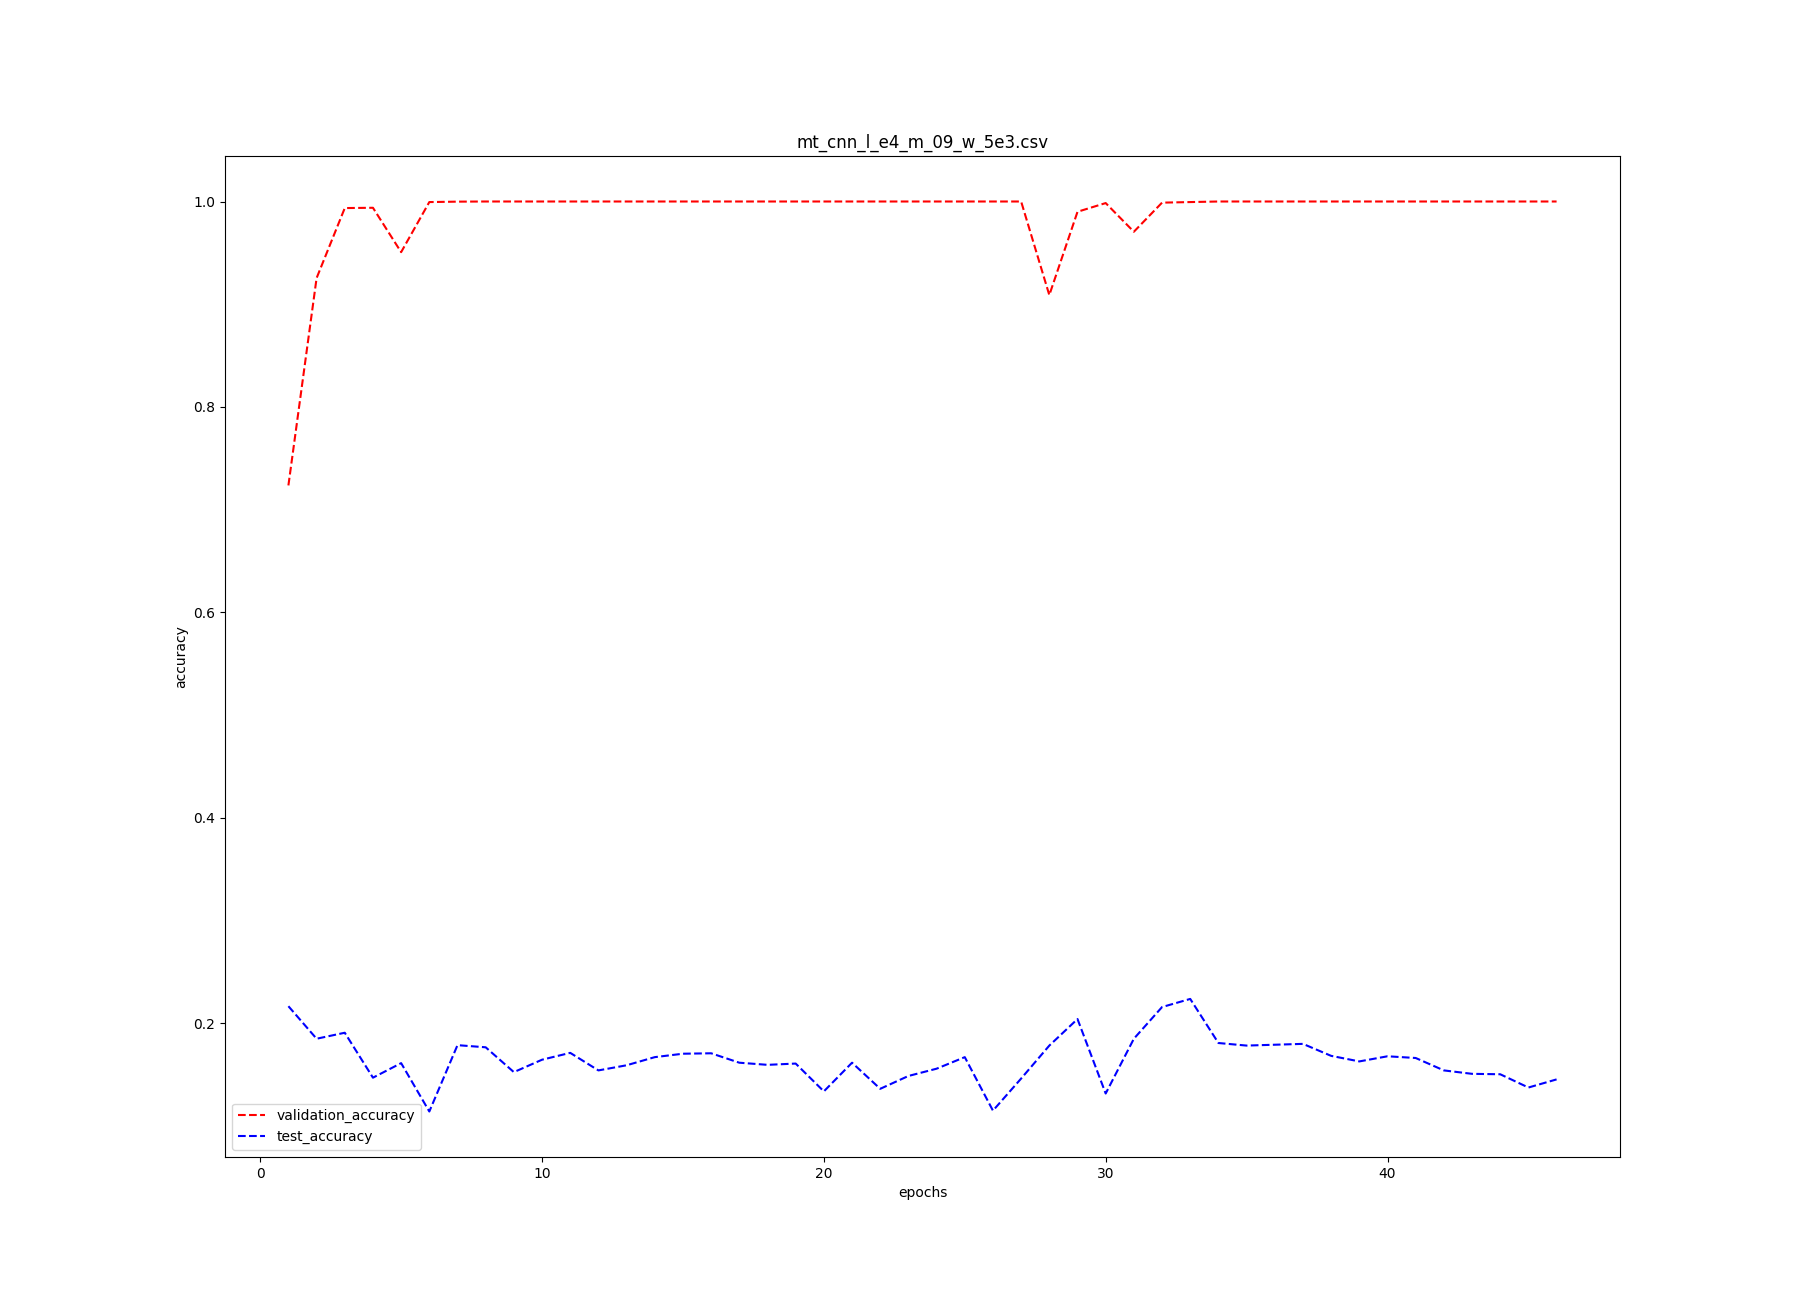 mt_cnn_l_e4_m_09_w_5e3.csv
1.0
0.8
0.6
0.4
0.2
accuracy
validation_accuracy
test_accuracy
0 10 20 30 40
epochs